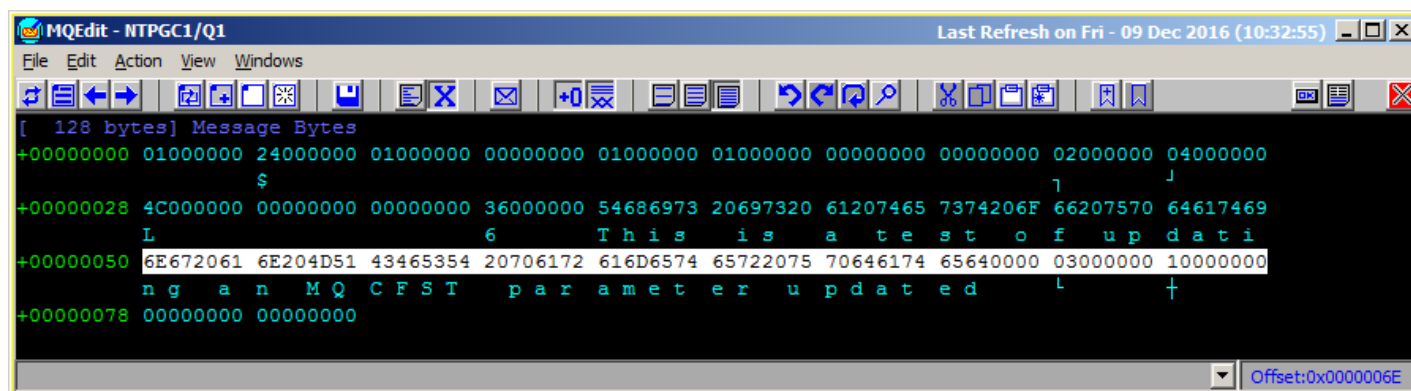 MQEdit - NTPGC1/Q1 Last Refresh on Fri - 09 Dec 2016 (10:32:55)
File Edit Action View Windows
[ 128 bytes] Message Bytes
+00000000 01000000 24000000 01000000 00000000 01000000 01000000 00000000 00000000 02000000 04000000
$ ┐ ┘
+00000028 4C000000 00000000 00000000 36000000 54686973 20697320 61207465 7374206F 66207570 64617469
L 6 T h i s i s a t e s t o f u p d a t i
+00000050 6E672061 6E204D51 43465354 20706172 616D6574 65722075 70646174 65640000 03000000 10000000
n g a n M Q C F S T p a r a m e t e r u p d a t e d └ ┼
+00000078 00000000 00000000
Offset:0x0000006E